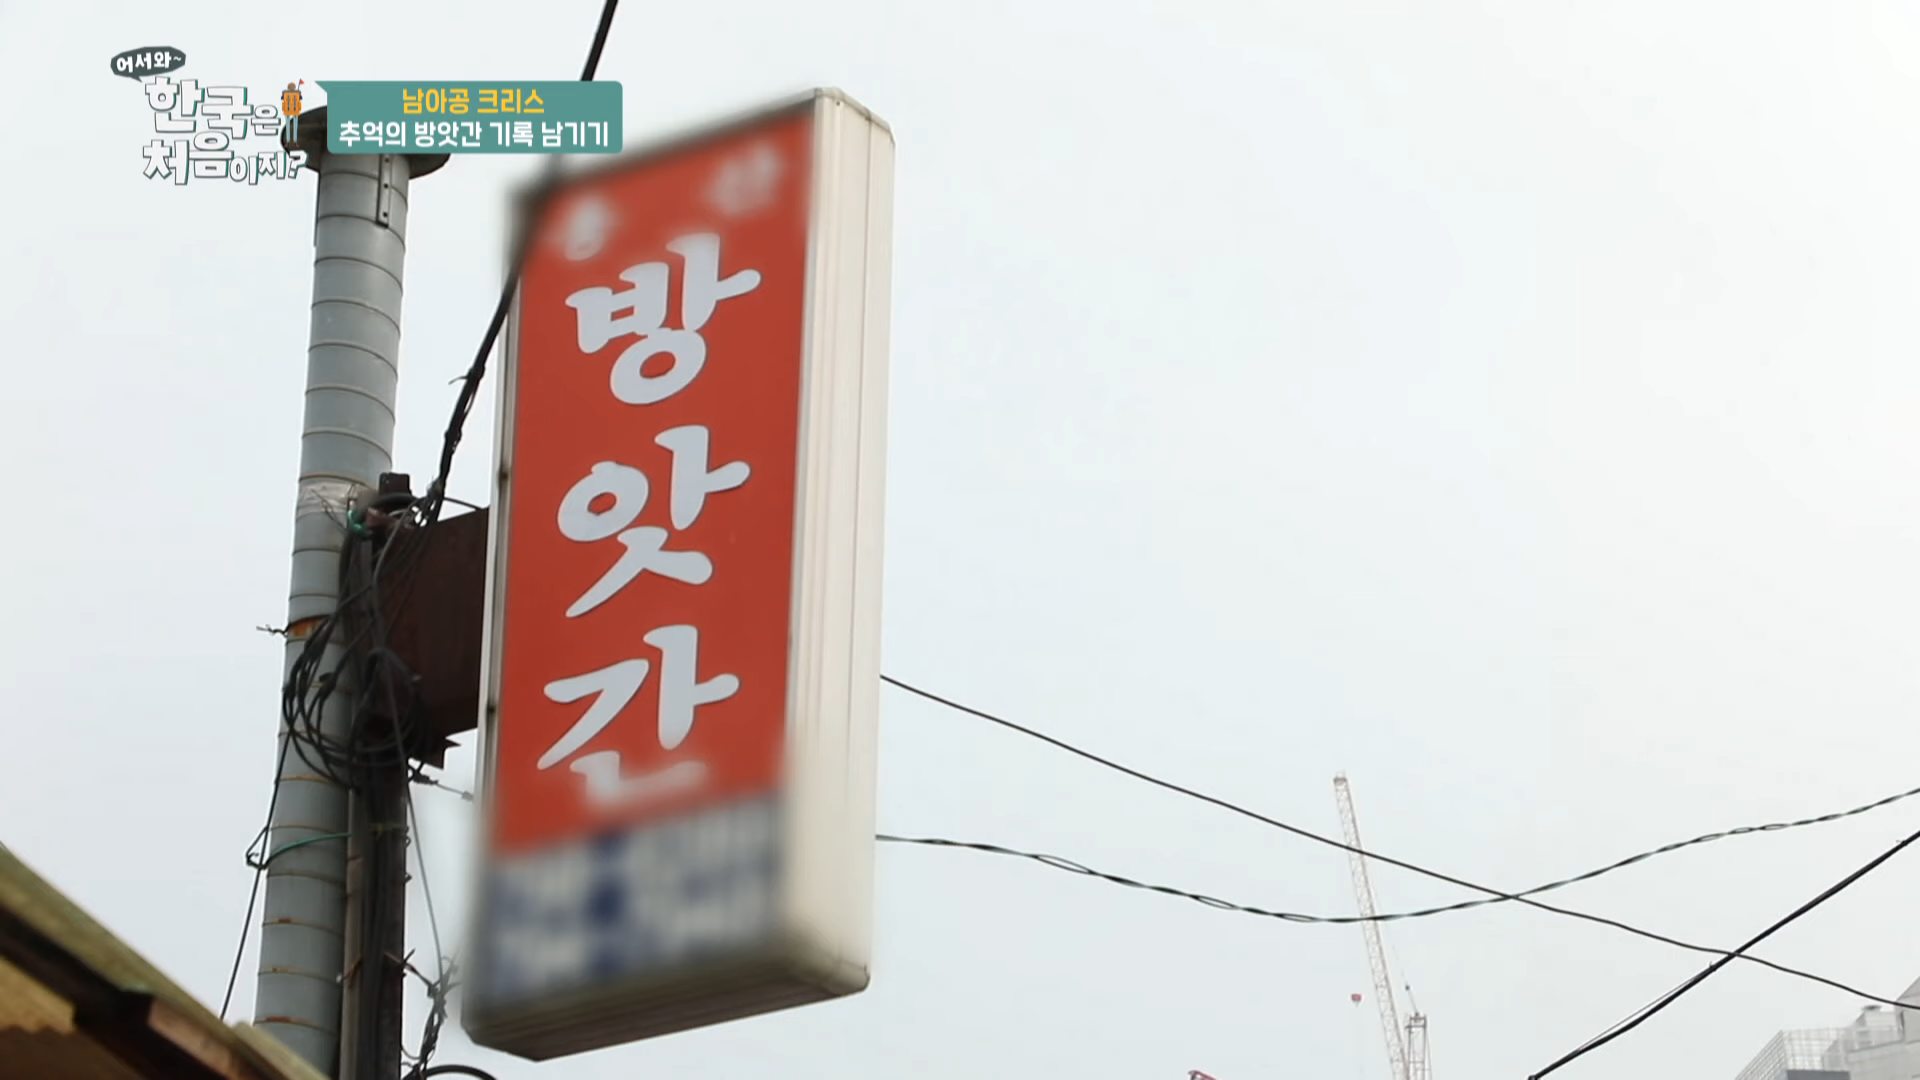 어서와~
한국은
처음이지?
남아공 크리스
추억의 방앗간 기록 남기기
방
앗
간